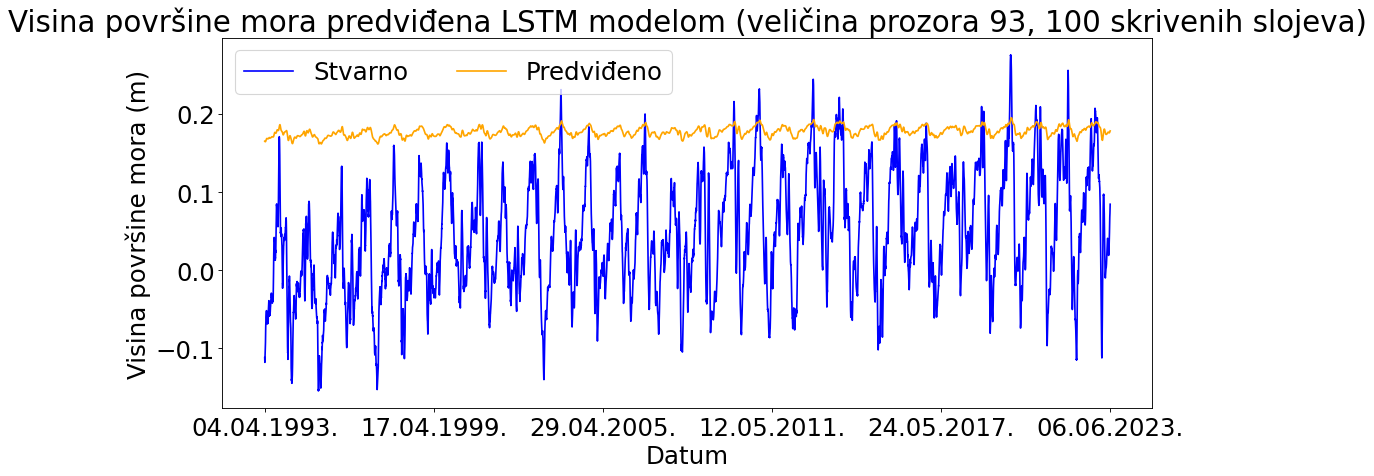 Visina površine mora predviđena LSTM modelom (veličina prozora 93, 100 skrivenih slojeva)
Stvarno Predviđeno
Visina površine mora (m)
0.2
0.1
0.0
−0.1
04.04.1993. 17.04.1999. 29.04.2005. 12.05.2011. 24.05.2017. 06.06.2023.
Datum